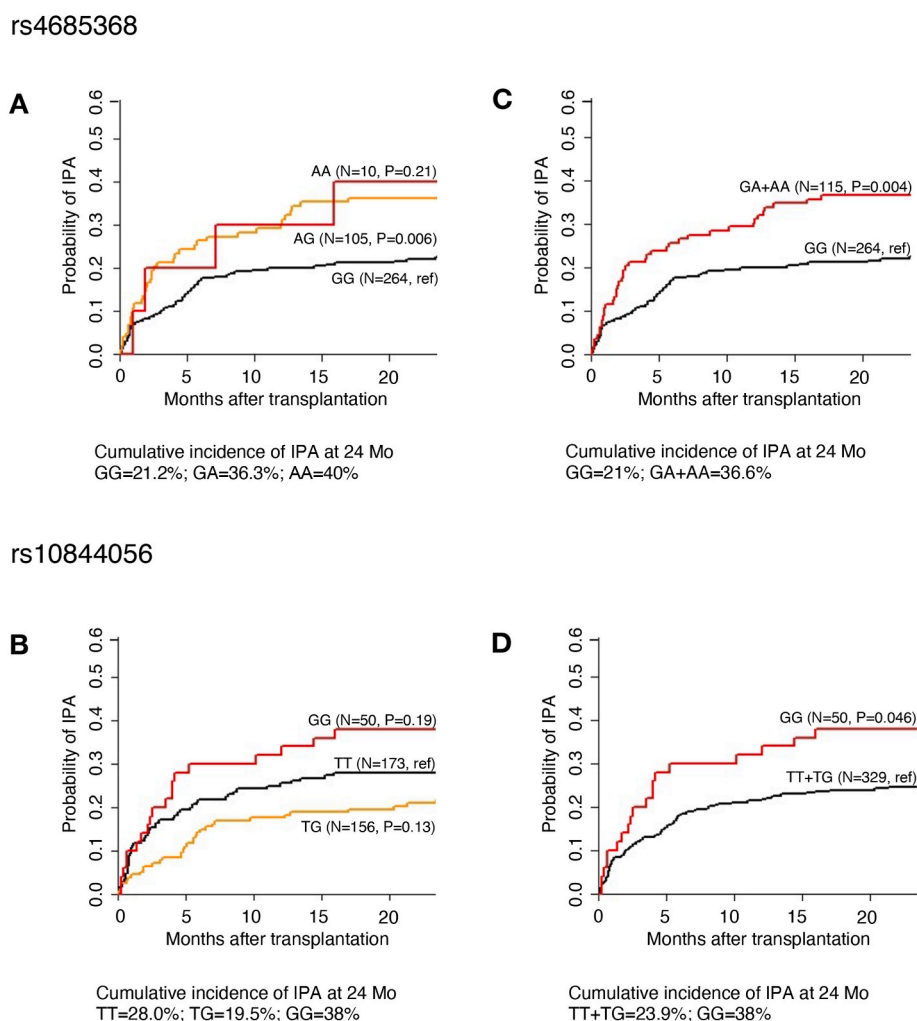 rs4685368
A
Probability of IPA
0.0 0.1 0.2 0.3 0.4 0.5 0.6
AA (N=10, P=0.21)
AG (N=105, P=0.006)
GG (N=264, ref)
0 5 10 15 20
Months after transplantation
Cumulative incidence of IPA at 24 Mo
GG=21.2%; GA=36.3%; AA=40%
C
Probability of IPA
0.0 0.1 0.2 0.3 0.4 0.5 0.6
GA+AA (N=115, P=0.004)
GG (N=264, ref)
0 5 10 15 20
Months after transplantation
Cumulative incidence of IPA at 24 Mo
GG=21%; GA+AA=36.6%
rs10844056
B
Probability of IPA
0.0 0.1 0.2 0.3 0.4 0.5 0.6
GG (N=50, P=0.19)
TT (N=173, ref)
TG (N=156, P=0.13)
0 5 10 15 20
Months after transplantation
Cumulative incidence of IPA at 24 Mo
TT=28.0%; TG=19.5%; GG=38%
D
Probability of IPA
0.0 0.1 0.2 0.3 0.4 0.5 0.6
GG (N=50, P=0.046)
TT+TG (N=329, ref)
0 5 10 15 20
Months after transplantation
Cumulative incidence of IPA at 24 Mo
TT+TG=23.9%; GG=38%